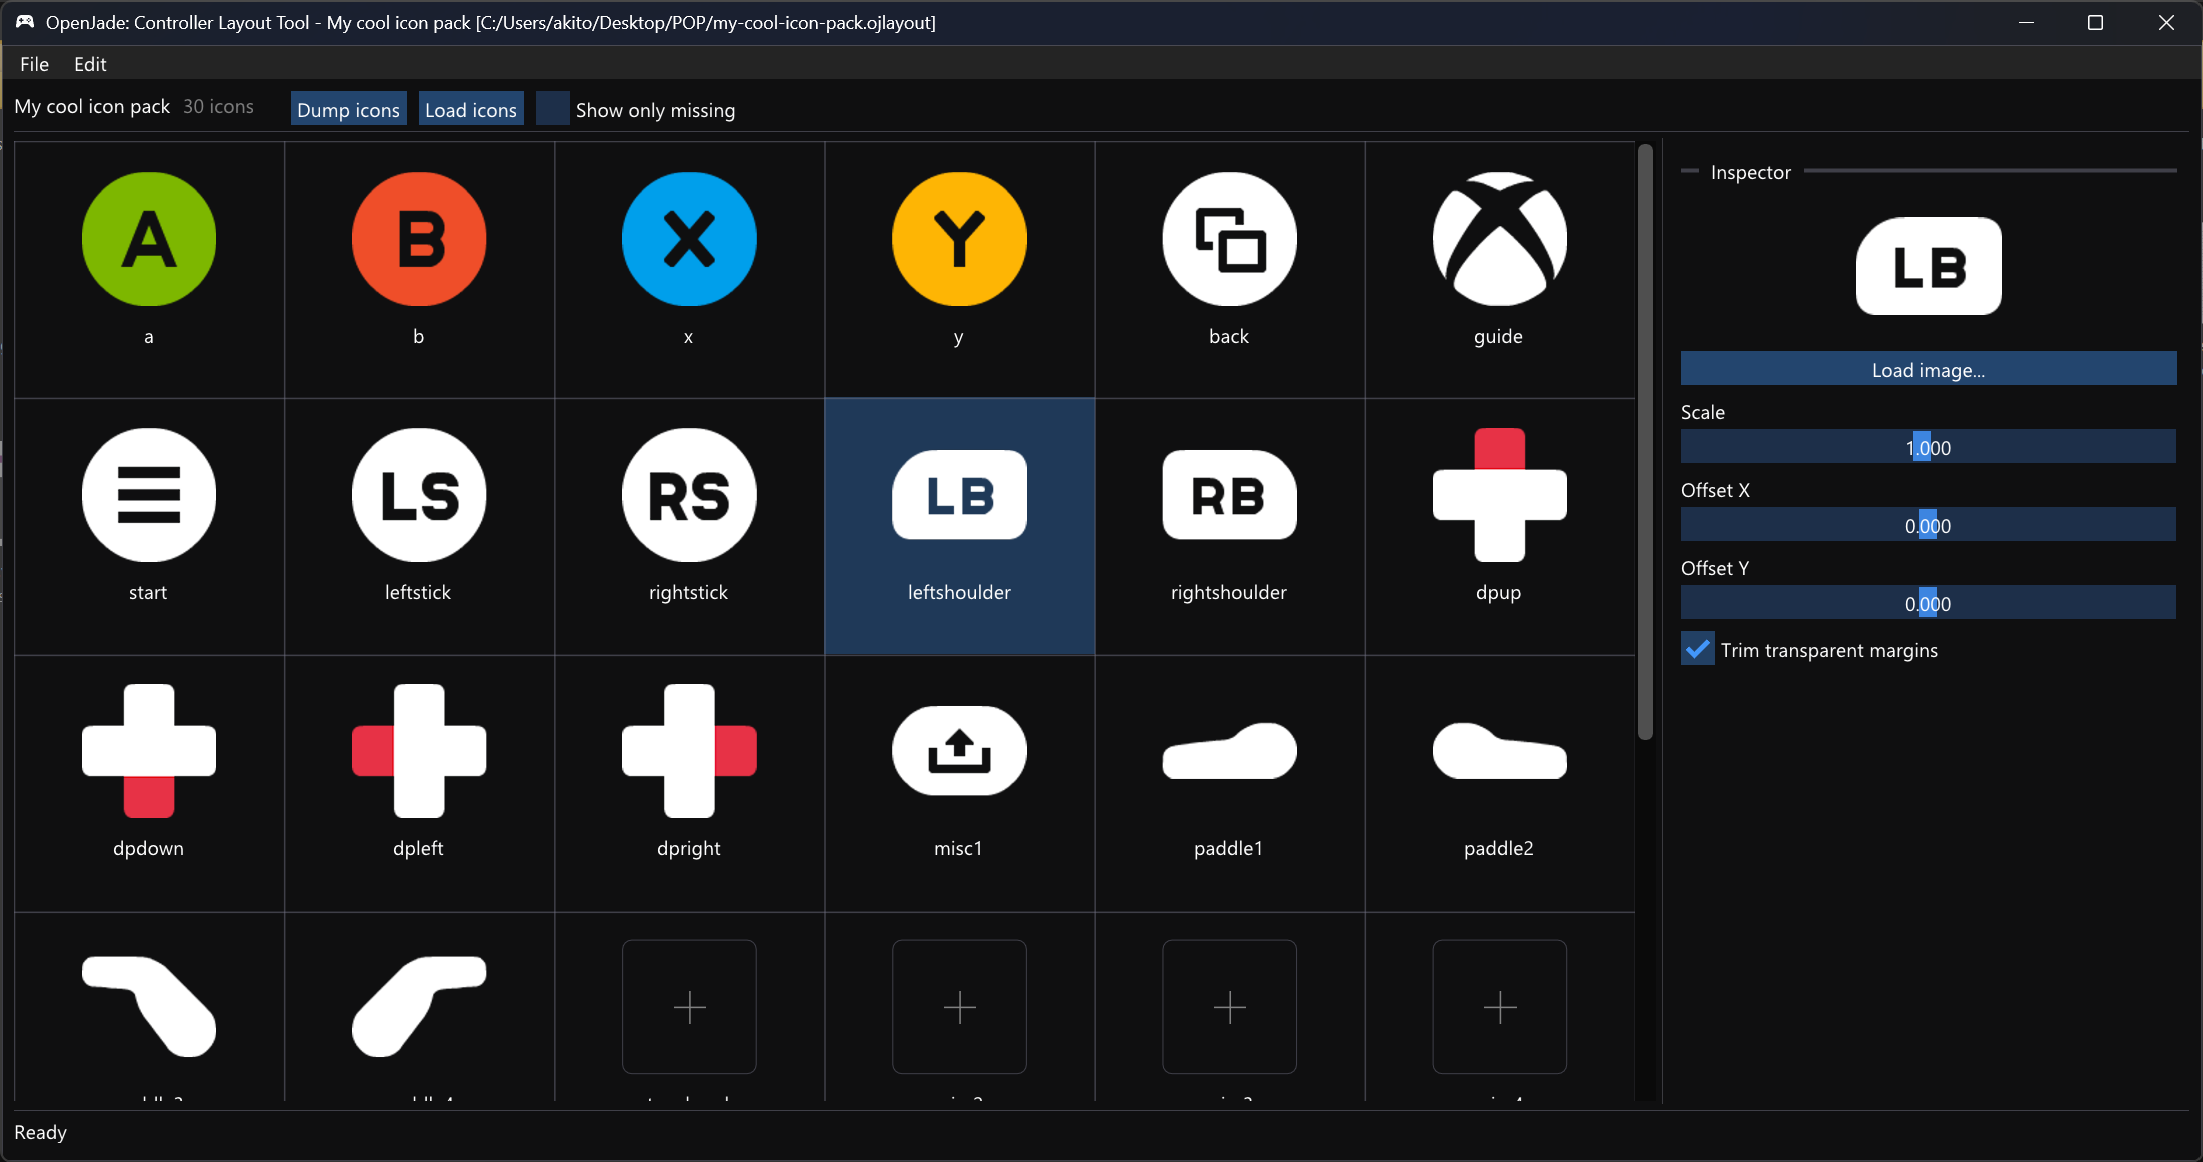 OpenJade: Controller Layout Tool - My cool icon pack [C:/Users/akito/Desktop/POP/my-cool-icon-pack.ojlayout]
File Edit
My cool icon pack 30 icons Dump icons Load icons Show only missing
A B X Y
a b x y back guide
LS RS LB RB
start leftstick rightstick leftshoulder rightshoulder dpup
dpdown dpleft dpright misc1 paddle1 paddle2
Inspector
LB
Load image...
Scale
1.000
Offset X
0.000
Offset Y
0.000
Trim transparent margins
Ready